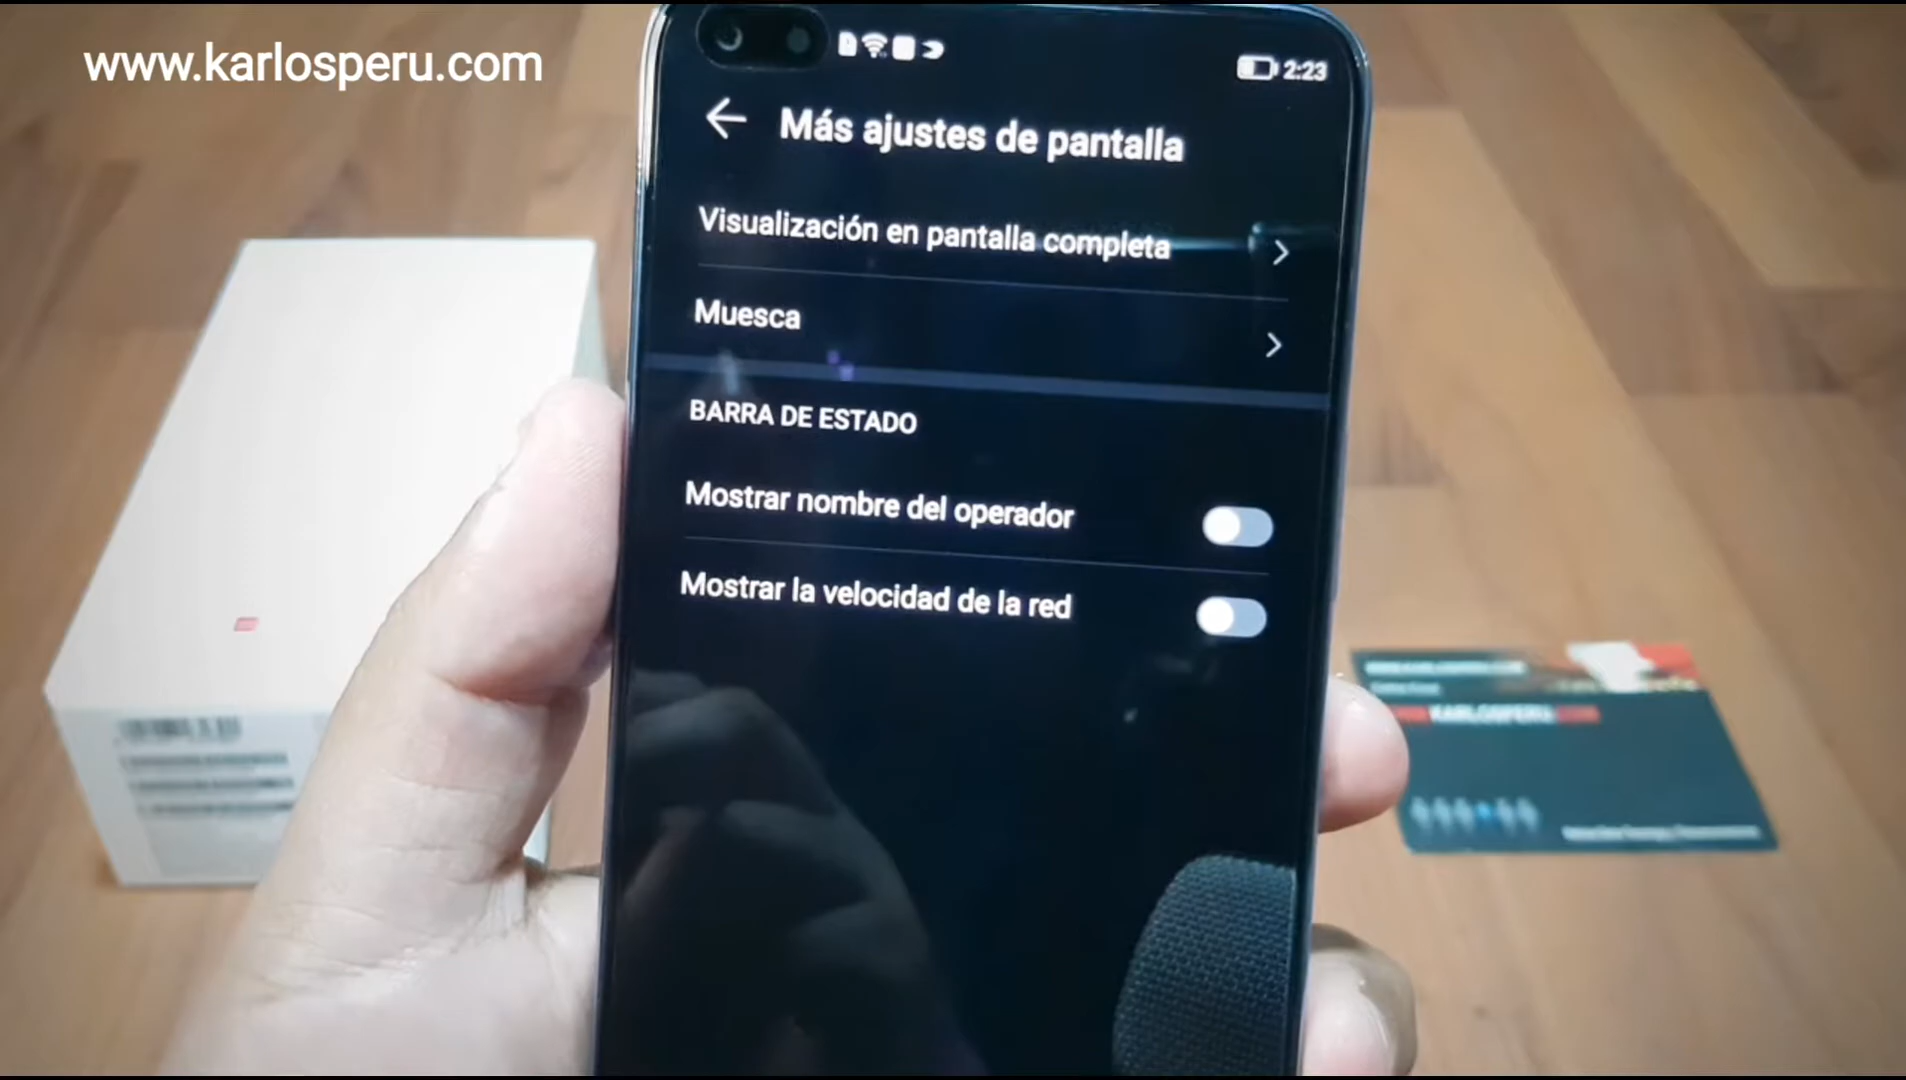 www.karlosperu.com
2:23
Más ajustes de pantalla
Visualización en pantalla completa
Muesca
BARRA DE ESTADO
Mostrar nombre del operador
Mostrar la velocidad de la red
KARLOSPERU